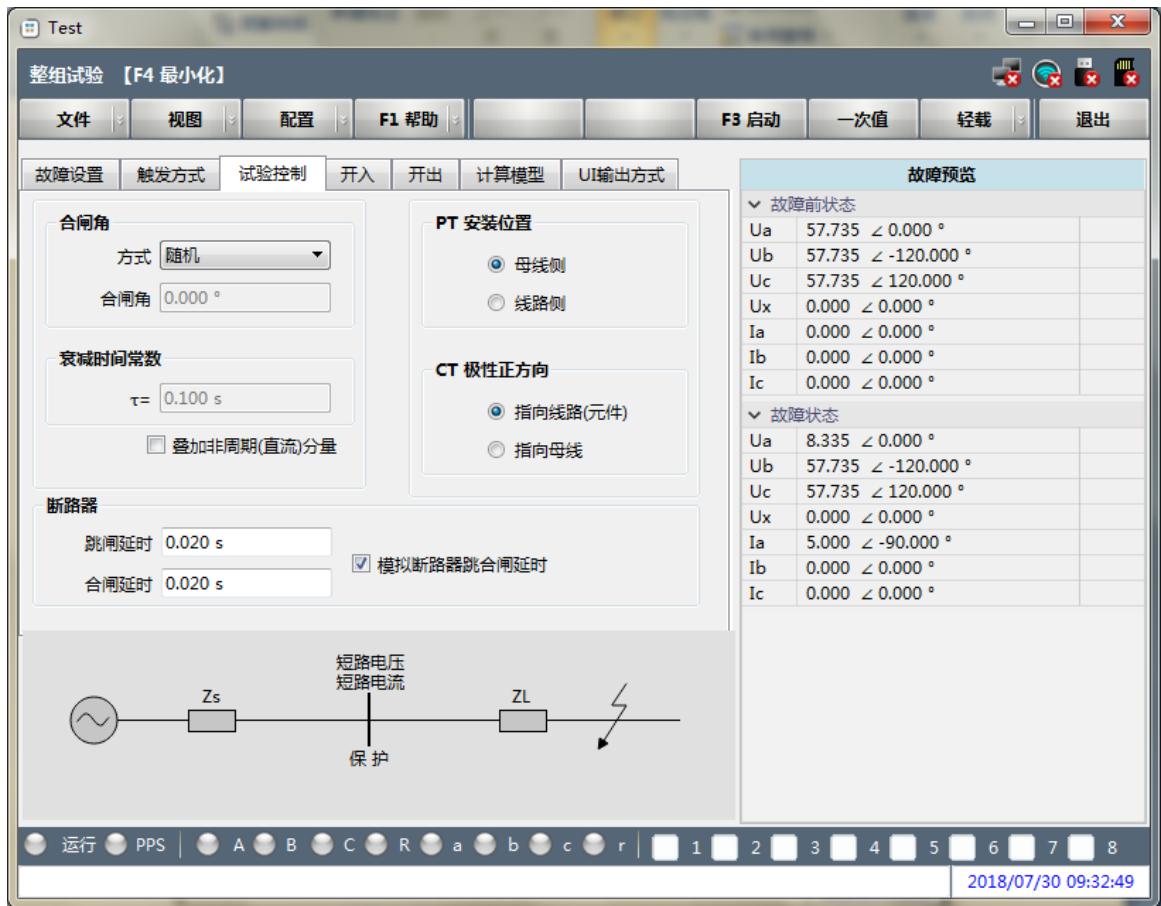 Test
整组试验 【F4 最小化】
文件 视图 配置 F1 帮助 F3 启动 一次值 轻载 退出
故障设置 触发方式 试验控制 开入 开出 计算模型 UI输出方式
合闸角
方式 随机
合闸角 0.000 °
衰减时间常数
τ= 0.100 s
叠加非周期(直流)分量
PT 安装位置
母线侧
线路侧
CT 极性正方向
指向线路(元件)
指向母线
断路器
跳闸延时 0.020 s
合闸延时 0.020 s
模拟断路器跳合闸延时
短路电压
短路电流
Zs ZL
保 护
故障预览
故障前状态
Ua 57.735 ∠ 0.000 °
Ub 57.735 ∠ -120.000 °
Uc 57.735 ∠ 120.000 °
Ux 0.000 ∠ 0.000 °
Ia 0.000 ∠ 0.000 °
Ib 0.000 ∠ 0.000 °
Ic 0.000 ∠ 0.000 °
故障状态
Ua 8.335 ∠ 0.000 °
Ub 57.735 ∠ -120.000 °
Uc 57.735 ∠ 120.000 °
Ux 0.000 ∠ 0.000 °
Ia 5.000 ∠ -90.000 °
Ib 0.000 ∠ 0.000 °
Ic 0.000 ∠ 0.000 °
运行 PPS A B C R a b c r 1 2 3 4 5 6 7 8
2018/07/30 09:32:49